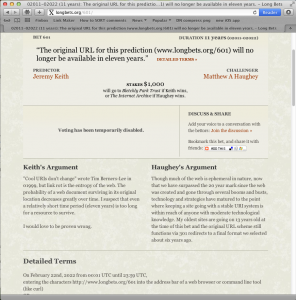 02011–02022 (11 years): The original URL for this prediction (...1) will no longer be available in eleven years. - Long Bets
longbets.org/601/
BET 601
DURATION 11 YEARS (02011-02022)
"The original URL for this prediction (www.longbets.org/601) will no
longer be available in eleven years." DETAILED TERMS »
PREDICTOR
Jeremy Keith
CHALLENGER
Matthew A Haughey
STAKES $1,000
will go to Bletchly Park Trust if Keith wins,
or The Internet Archive if Haughey wins.
Voting has been temporarily disabled.
DISCUSS & SHARE
Add your voice to a conversation with
the bettors: Join the discussion »
Bookmark this bet, and share it with
friends:
Keith's Argument
"Cool URIs don't change" wrote Tim Berners-Lee in
01999, but link rot is the entropy of the web. The
probability of a web document surviving in its original
location decreases greatly over time. I suspect that even
a relatively short time period (eleven years) is too long
for a resource to survive.
I would love to be proven wrong.
Haughey's Argument
Though much of the web is ephemeral in nature, now
that we have surpassed the 20 year mark since the web
was created and gone through several booms and busts,
technology and strategies have matured to the point
where keeping a site going with a stable URI system is
within reach of anyone with moderate technological
knowledge. My oldest sites are going on 13 years old at
the time of this bet and the original URL scheme still
functions via 301 redirects to a final format we selected
about six years ago.
Detailed Terms
On February 22nd, 2022 from 00:01 UTC until 23:59 UTC,
entering the characters http://www.longbets.org/601 into the address bar of a web browser or command line tool
(like curl)